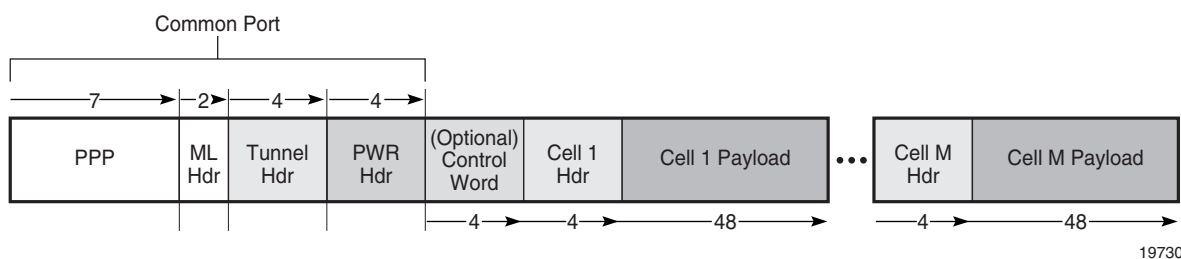 Common Port
7 2 4 4
PPP
ML
Hdr
Tunnel
Hdr
PWR
Hdr
(Optional)
Control
Word
Cell 1
Hdr
Cell 1 Payload
Cell M
Hdr
Cell M Payload
4 4 48 4 48
19730